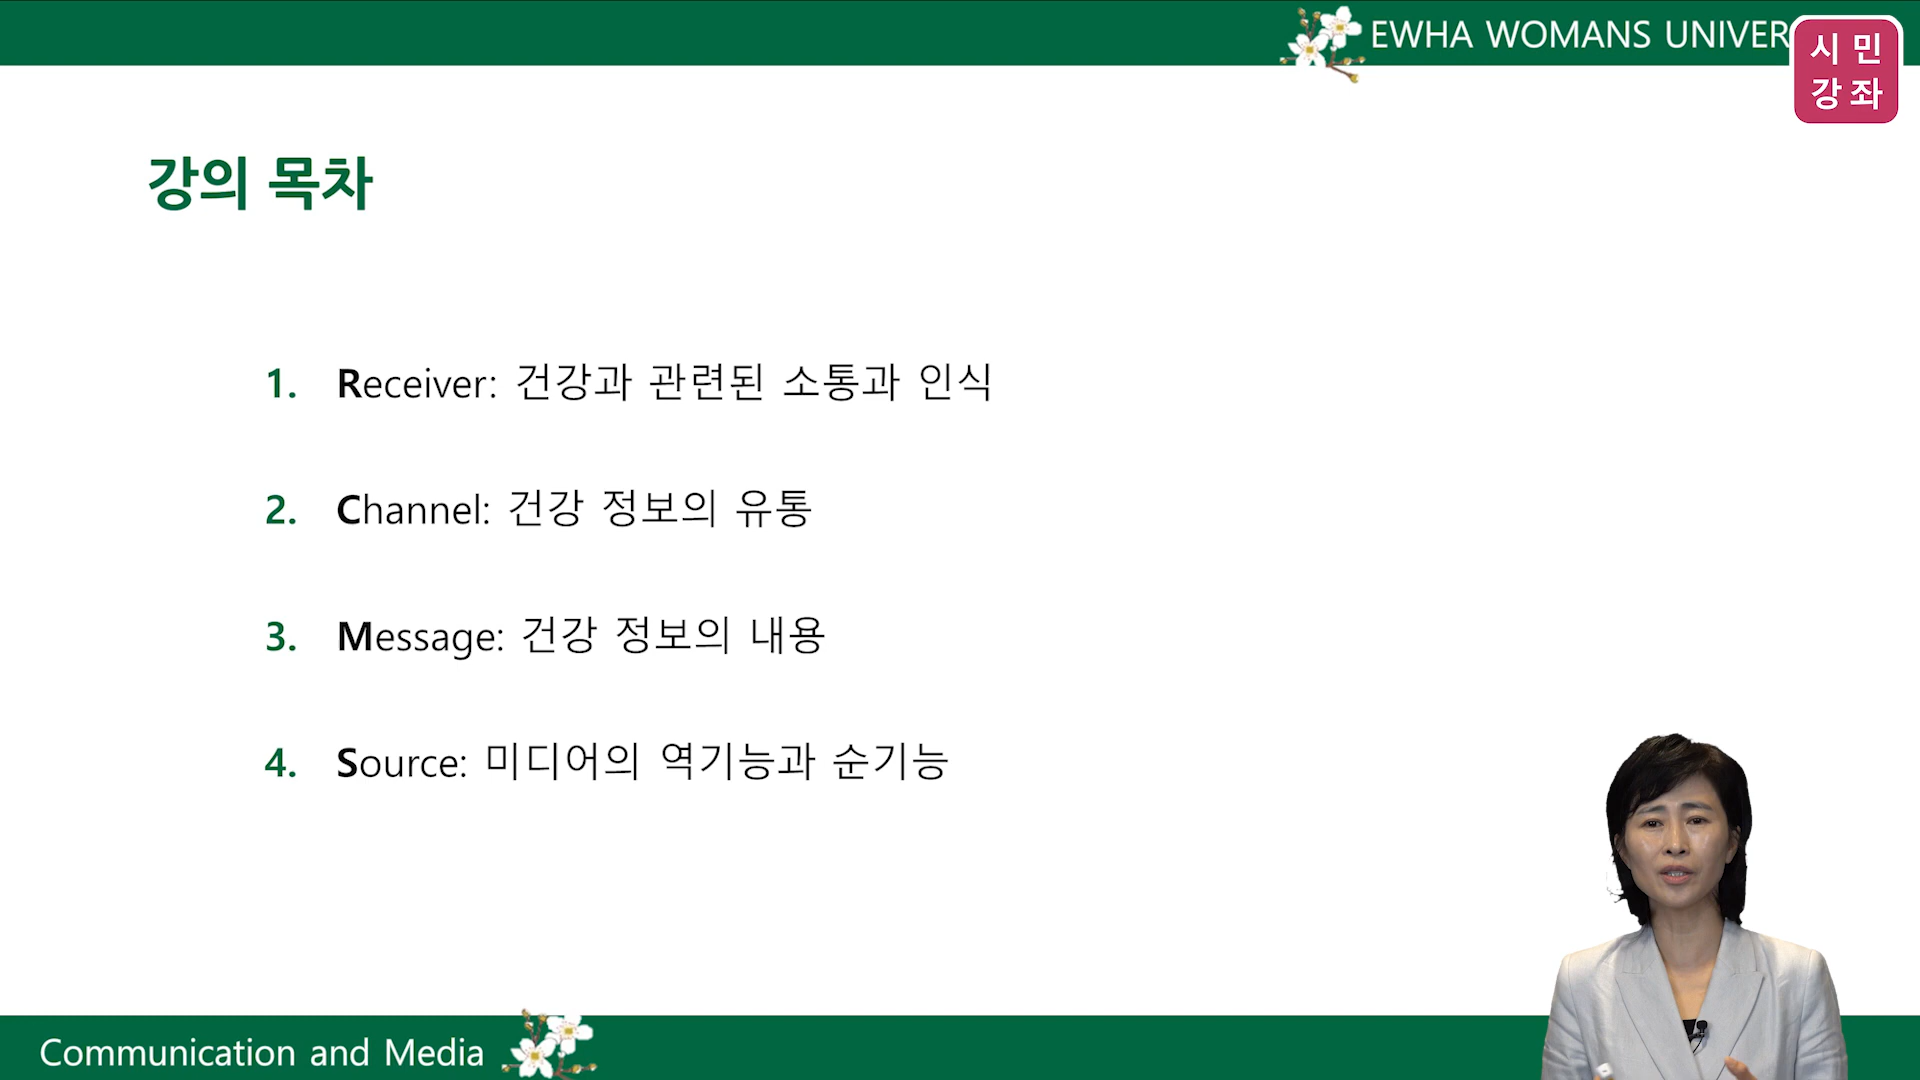 EWHA WOMANS UNIVER
시민
강좌
강의 목차
1. Receiver: 건강과 관련된 소통과 인식
2. Channel: 건강 정보의 유통
3. Message: 건강 정보의 내용
4. Source: 미디어의 역기능과 순기능
Communication and Media